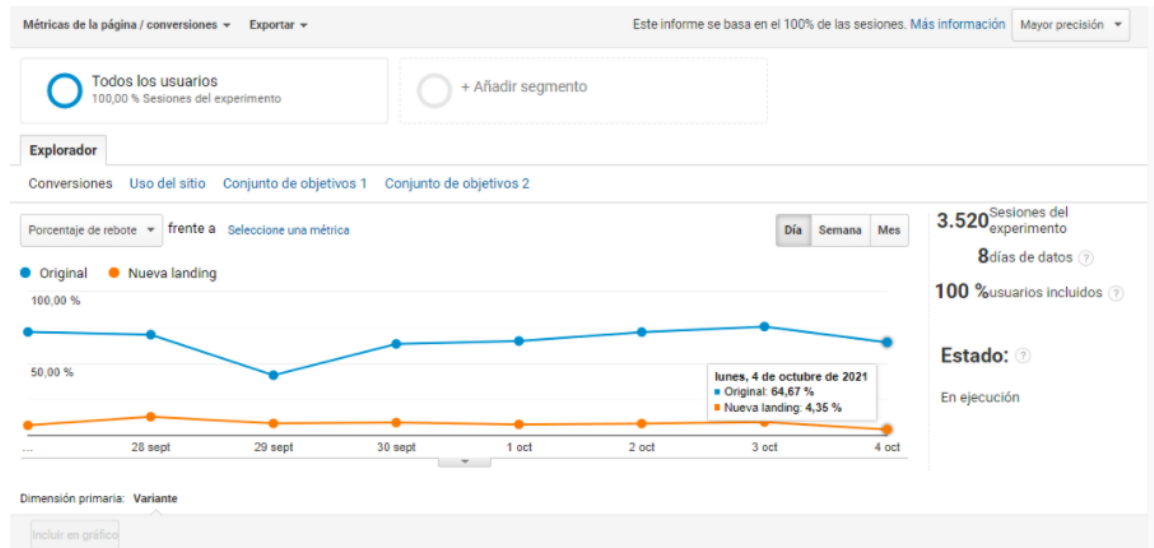 Métricas de la página / conversiones Exportar Este informe se basa en el 100% de las sesiones. Más información Mayor precisión
Todos los usuarios
100,00 % Sesiones del experimento
+ Añadir segmento
Explorador
Conversiones Uso del sitio Conjunto de objetivos 1 Conjunto de objetivos 2
Porcentaje de rebote frente a Seleccione una métrica
Día Semana Mes
Original Nueva landing
100,00 %
50,00 %
lunes, 4 de octubre de 2021
Original: 64,67 %
Nueva landing: 4,35 %
... 28 sept 29 sept 30 sept 1 oct 2 oct 3 oct 4 oct
3.520 Sesiones del
experimento
8 días de datos ?
100 % usuarios incluidos ?
Estado: ?
En ejecución
Dimensión primaria: Variante
Incluir en gráfico